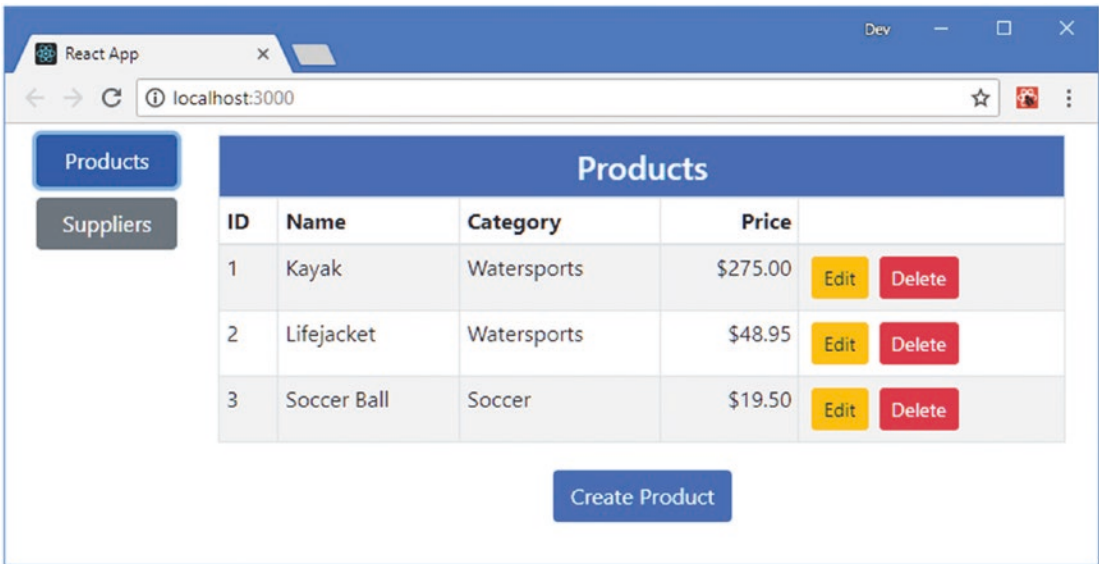 Dev
React App
localhost:3000
Products
Suppliers
Products
ID Name Category Price
1 Kayak Watersports $275.00 Edit Delete
2 Lifejacket Watersports $48.95 Edit Delete
3 Soccer Ball Soccer $19.50 Edit Delete
Create Product